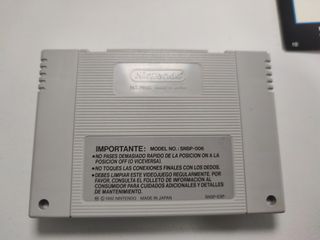 Nintendo
IMPORTANTE: MODEL NO.: SNSP-006
•NO PASES DEMASIADO RAPIDO DE LA POSICION ON A LA
POSICION OFF (O VICEVERSA).
•NO TOQUES LAS CONEXIONES FINALES CON LOS DEDOS.
•DEBES LIMPIAR ESTE VIDEOJUEGO REGULARMENTE. POR
FAVOR, CONSULTA EL FOLLETO DE INFORMACION AL
CONSUMIDOR PARA CUIDADOS ADICIONALES Y DETALLES
DE MANTENIMIENTO.
© 1992 NINTENDO MADE IN JAPAN SNSP-ESP